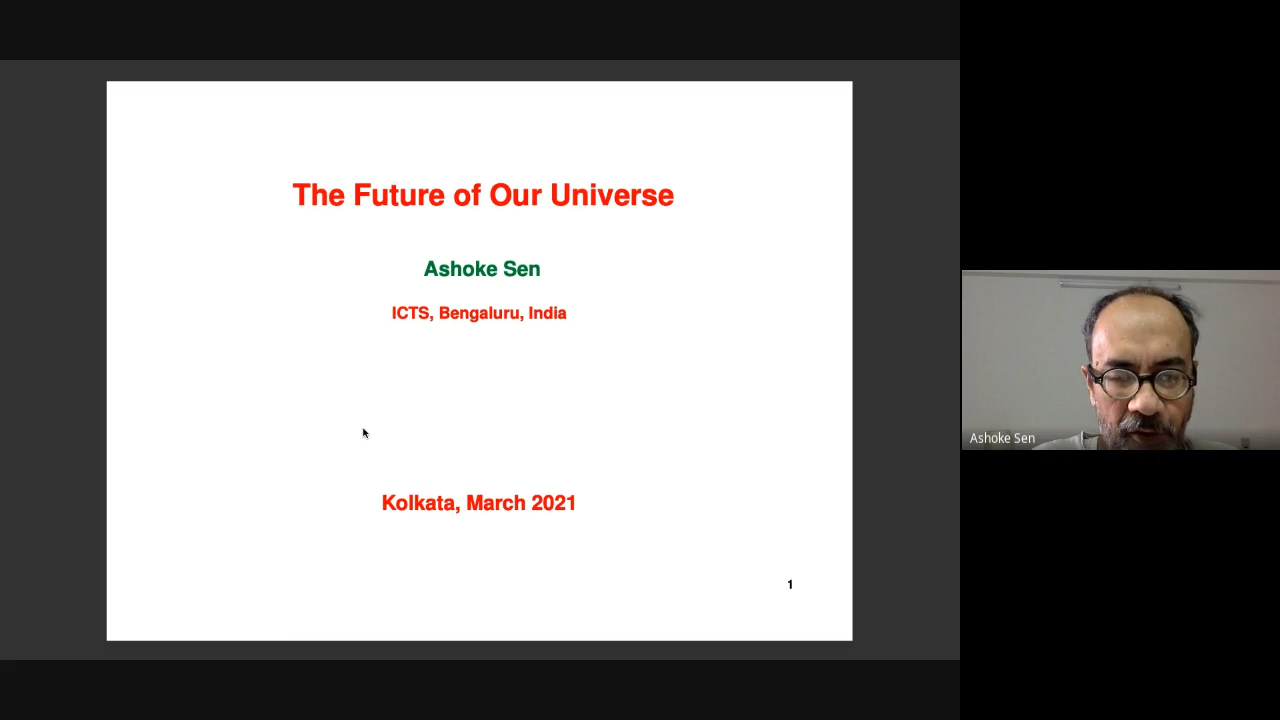 The Future of Our Universe
Ashoke Sen
ICTS, Bengaluru, India
Kolkata, March 2021
1
Ashoke Sen